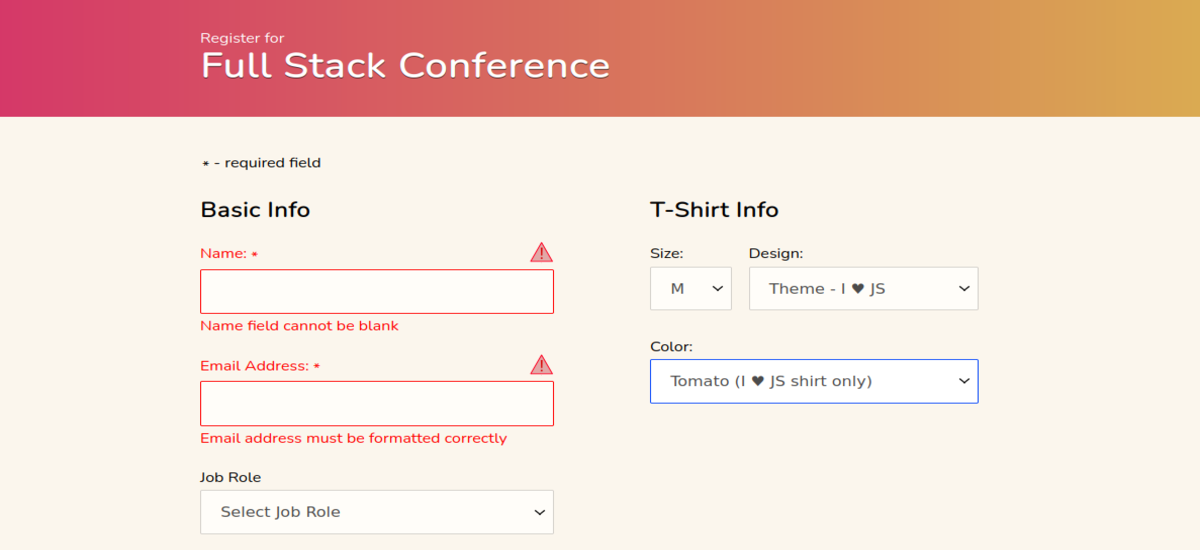 Register for
Full Stack Conference
* - required field
Basic Info
Name: *
Name field cannot be blank
Email Address: *
Email address must be formatted correctly
Job Role
Select Job Role
T-Shirt Info
Size: Design:
M Theme - I ♥ JS
Color:
Tomato (I ♥ JS shirt only)